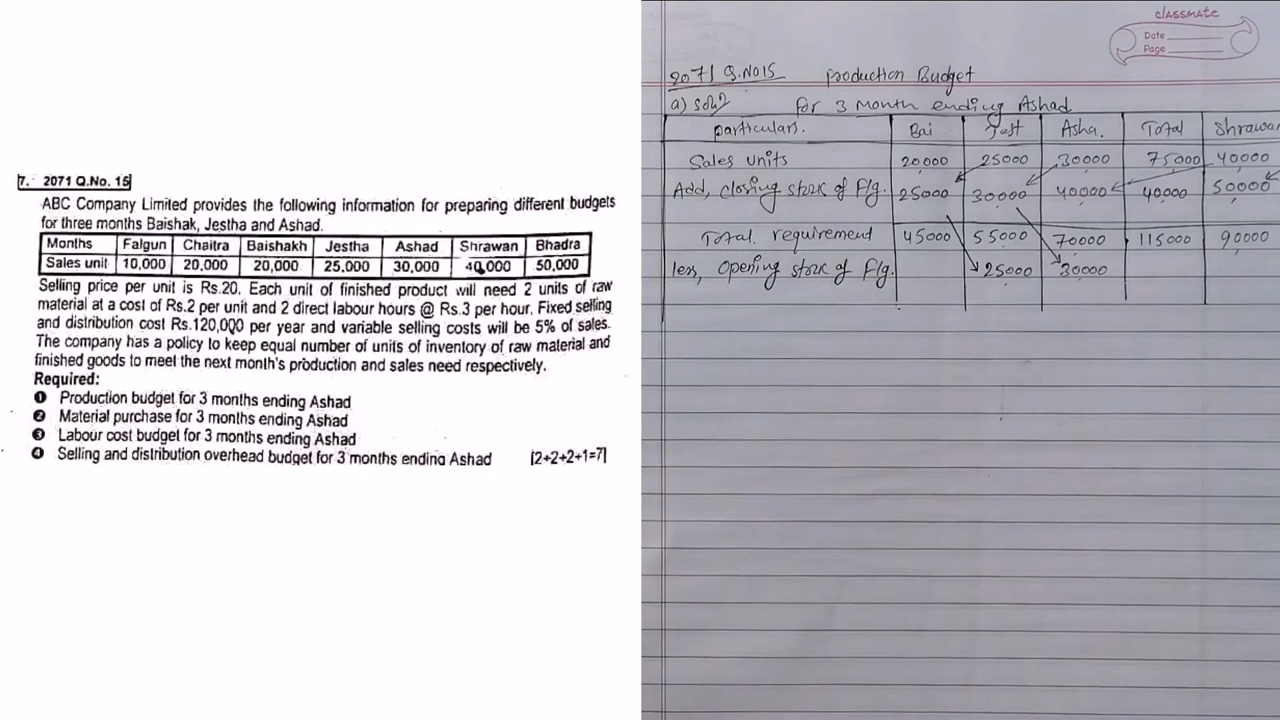 7. 2071 Q.No. 15
ABC Company Limited provides the following information for preparing different budgets
for three months Baishak, Jestha and Ashad.
Months Falgun Chaitra Baishakh Jestha Ashad Shrawan Bhadra
Sales unit 10,000 20,000 20,000 25,000 30,000 40,000 50,000
Selling price per unit is Rs.20. Each unit of finished product will need 2 units of raw
material at a cost of Rs.2 per unit and 2 direct labour hours @ Rs.3 per hour. Fixed selling
and distribution cost Rs.120,000 per year and variable selling costs will be 5% of sales.
The company has a policy to keep equal number of units of inventory of raw material and
finished goods to meet the next month's production and sales need respectively.
Required:
1 Production budget for 3 months ending Ashad
2 Material purchase for 3 months ending Ashad
3 Labour cost budget for 3 months ending Ashad
4 Selling and distribution overhead budget for 3 months ending Ashad [2+2+2+1=7]
classmate
Date
Page
2071 Q.NO15 production Budget
a) Soln for 3 Month ending Ashad
particulars. Bai Jest Asha. Total Shrawan
Sales units 20000 25000 30000 75000 40000
Add, closing stock of F/g. 25000 30000 40000 40000 50000
Total requirement 45000 55000 70000 115000 90000
less, Opening stock of F/g. 25000 30000